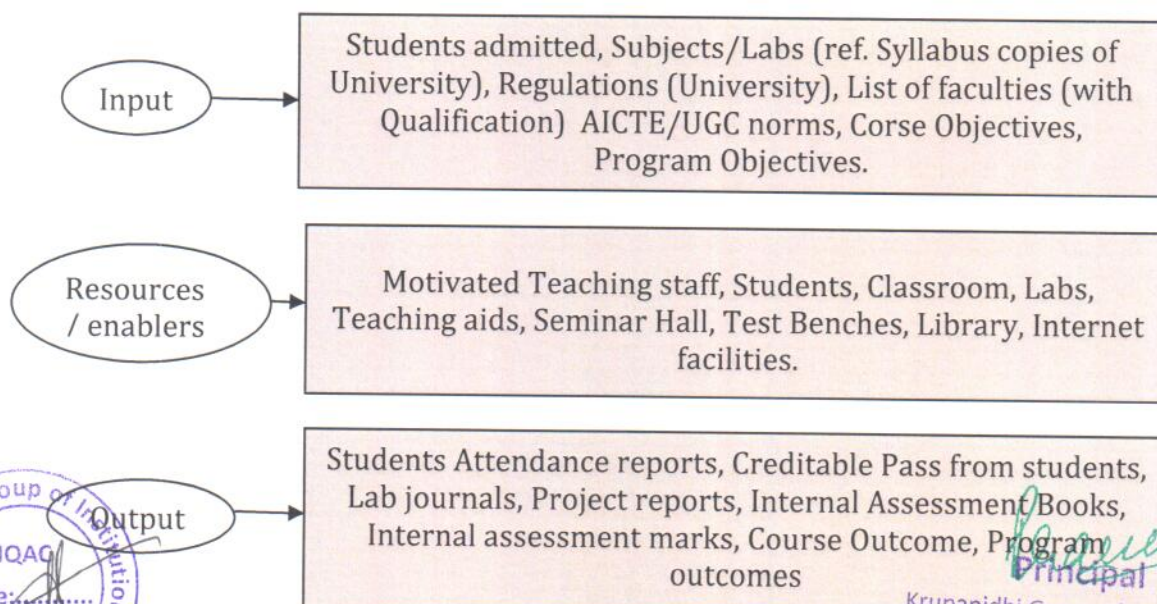 Input
Students admitted, Subjects/Labs (ref. Syllabus copies of
University), Regulations (University), List of faculties (with
Qualification) AICTE/UGC norms, Corse Objectives,
Program Objectives.
Resources
/ enablers
Motivated Teaching staff, Students, Classroom, Labs,
Teaching aids, Seminar Hall, Test Benches, Library, Internet
facilities.
Output
Students Attendance reports, Creditable Pass from students,
Lab journals, Project reports, Internal Assessment Books,
Internal assessment marks, Course Outcome, Program
outcomes
IQAC
Principal